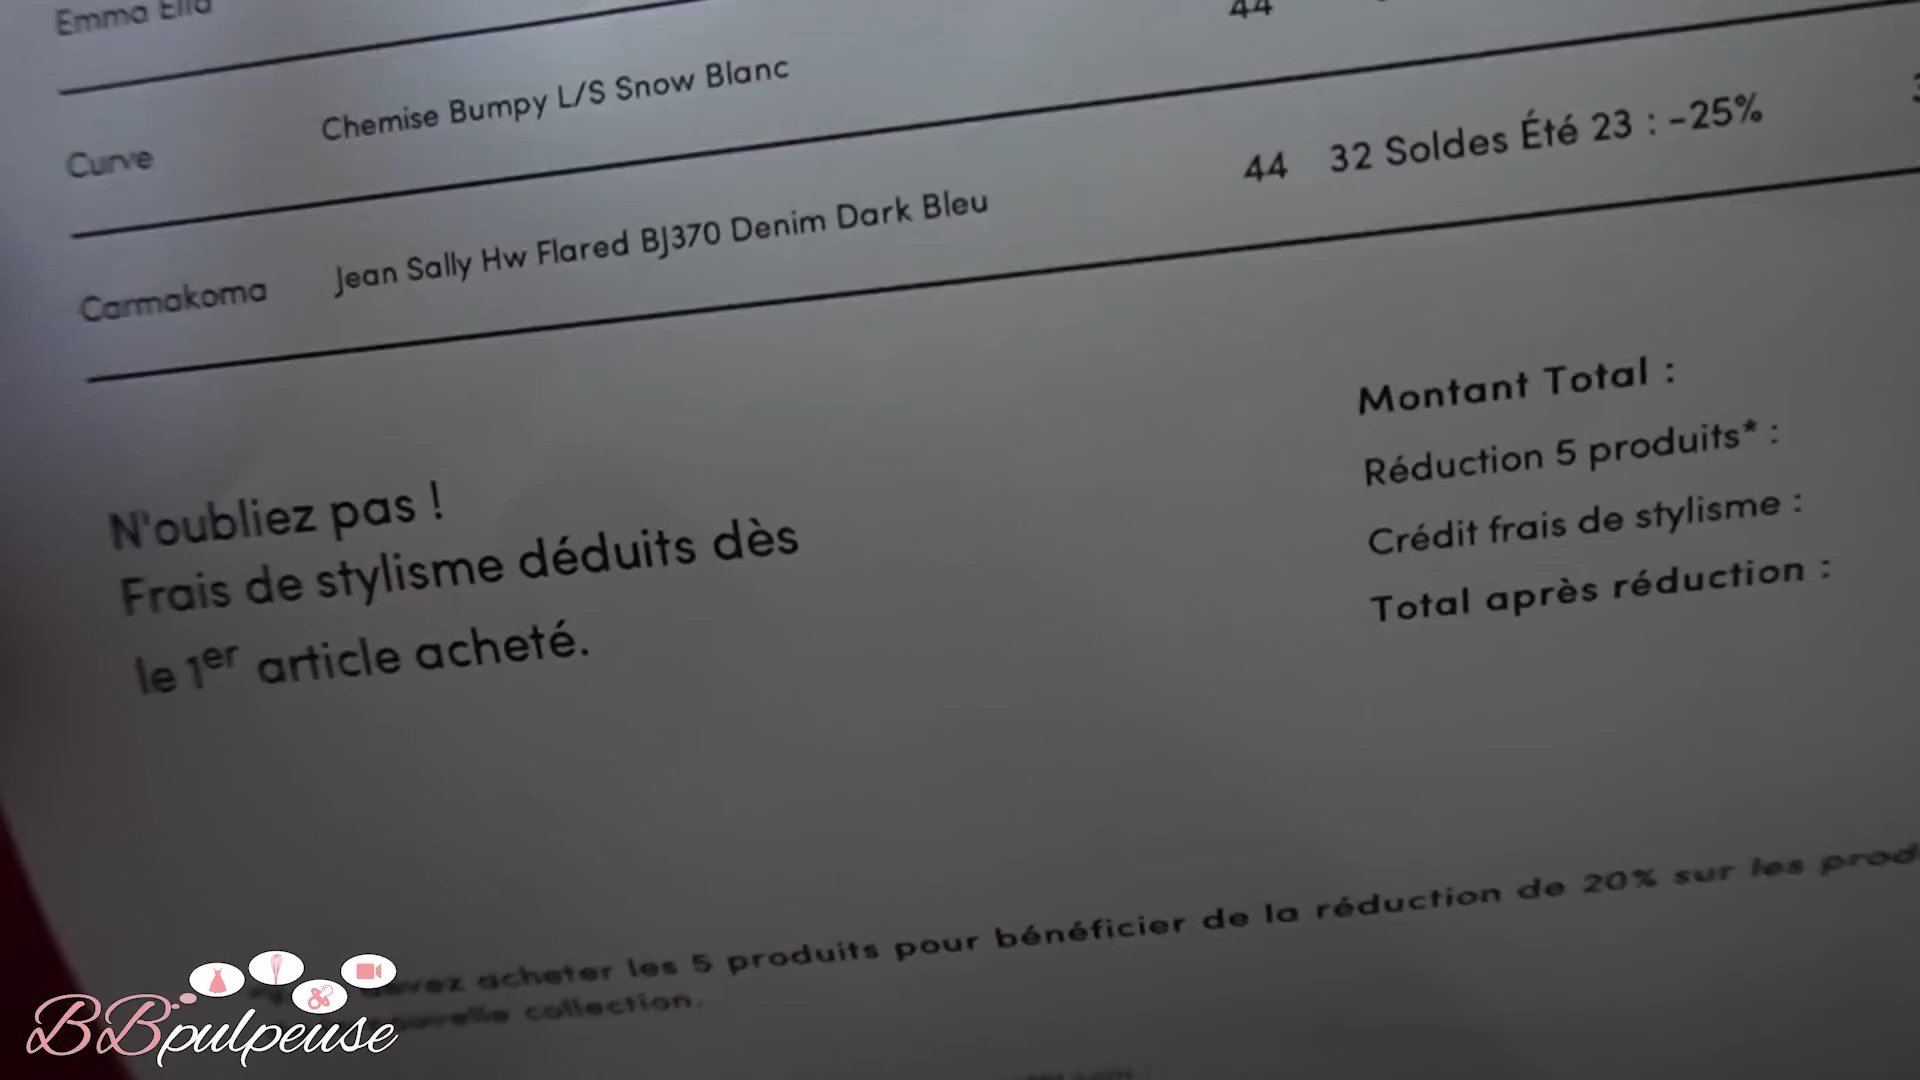 Emma Ella
44
Curve Chemise Bumpy L/S Snow Blanc
44 32 Soldes Été 23 : -25%
Carmakoma Jean Sally Hw Flared BJ370 Denim Dark Bleu
N'oubliez pas !
Frais de stylisme déduits dès
le 1er article acheté.
Montant Total :
Réduction 5 produits* :
Crédit frais de stylisme :
Total après réduction :
acheter les 5 produits pour bénéficier de la réduction de 20% sur les prod
collection.
BBpulpeuse